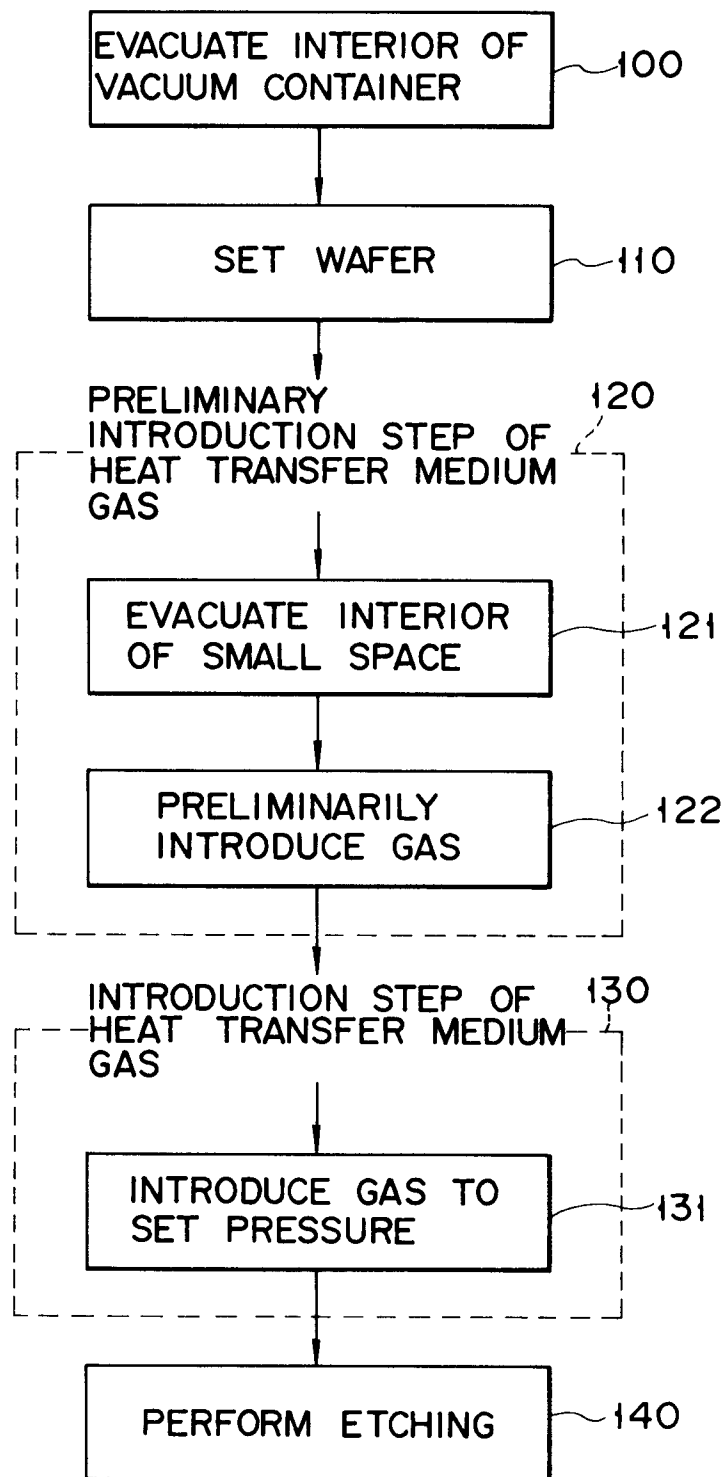 EVACUATE INTERIOR OF
VACUUM CONTAINER
100
SET WAFER
110
PRELIMINARY
INTRODUCTION STEP OF
HEAT TRANSFER MEDIUM
GAS
120
EVACUATE INTERIOR
OF SMALL SPACE
121
PRELIMINARILY
INTRODUCE GAS
122
INTRODUCTION STEP OF
HEAT TRANSFER MEDIUM
GAS
130
INTRODUCE GAS TO
SET PRESSURE
131
PERFORM ETCHING
140